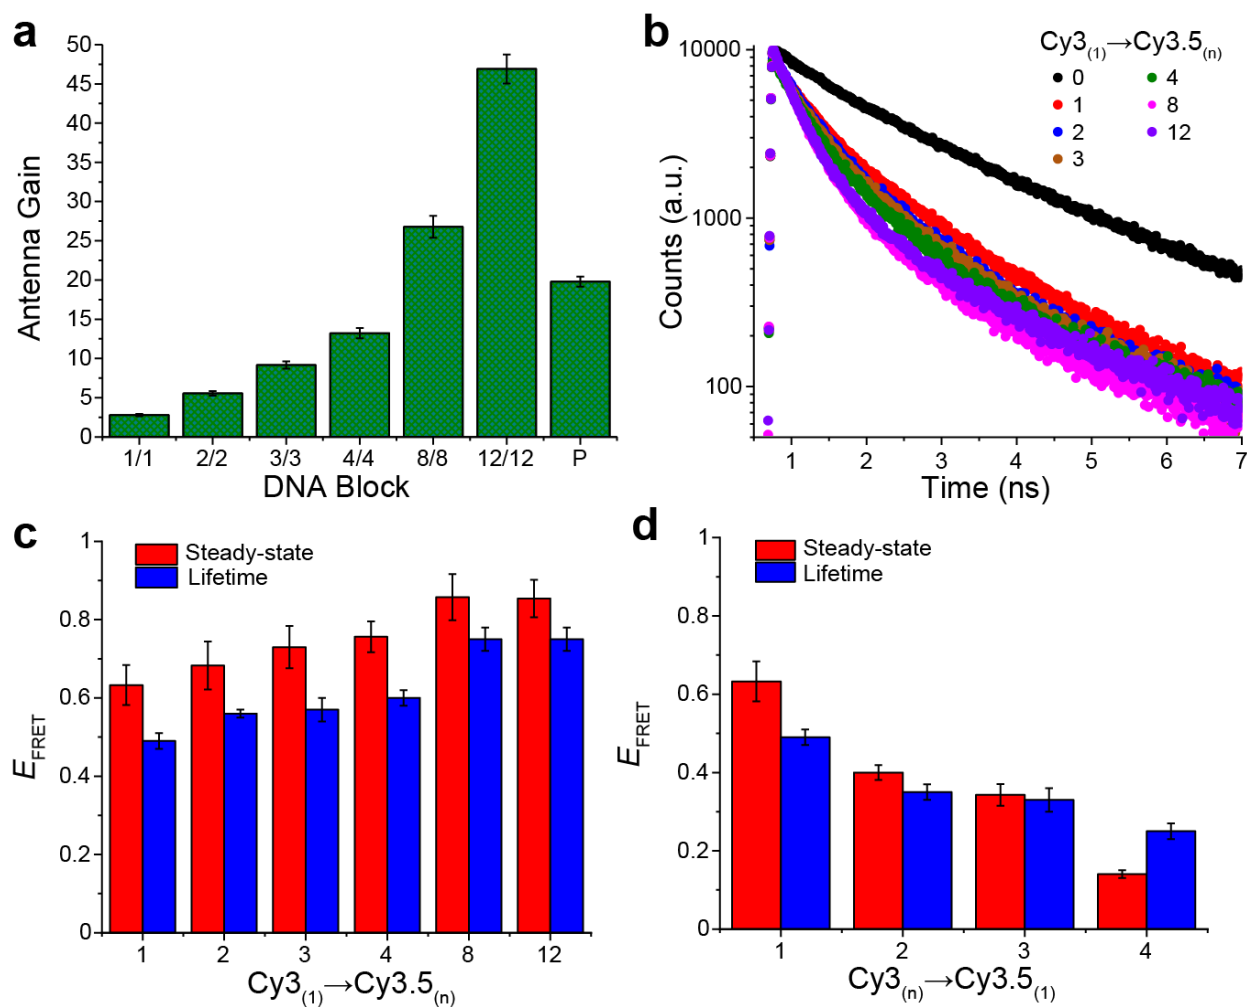 a
50
45
40
35
30
25
20
15
10
5
0
Antenna Gain
1/1 2/2 3/3 4/4 8/8 12/12 P
DNA Block
b
10000
1000
100
Counts (a.u.)
Cy3(1)→Cy3.5(n)
0 4
1 8
2 12
3
1 2 3 4 5 6 7
Time (ns)
c
1
0.8
0.6
0.4
0.2
0
EFRET
Steady-state
Lifetime
1 2 3 4 8 12
Cy3(1)→Cy3.5(n)
d
1
0.8
0.6
0.4
0.2
0
EFRET
Steady-state
Lifetime
1 2 3 4
Cy3(n)→Cy3.5(1)